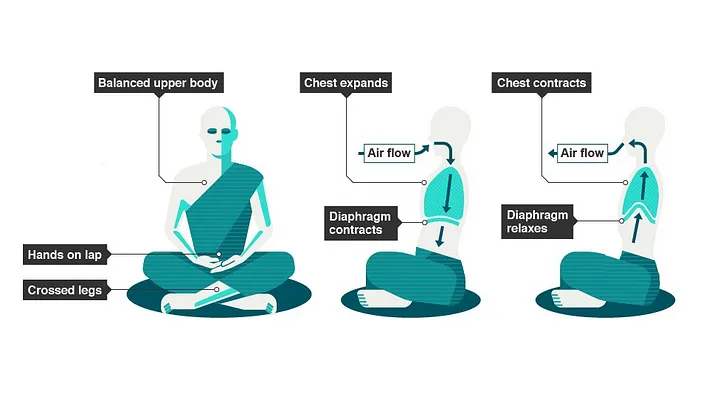 Balanced upper body
Hands on lap
Crossed legs
Chest expands
Air flow
Diaphragm
contracts
Chest contracts
Air flow
Diaphragm
relaxes